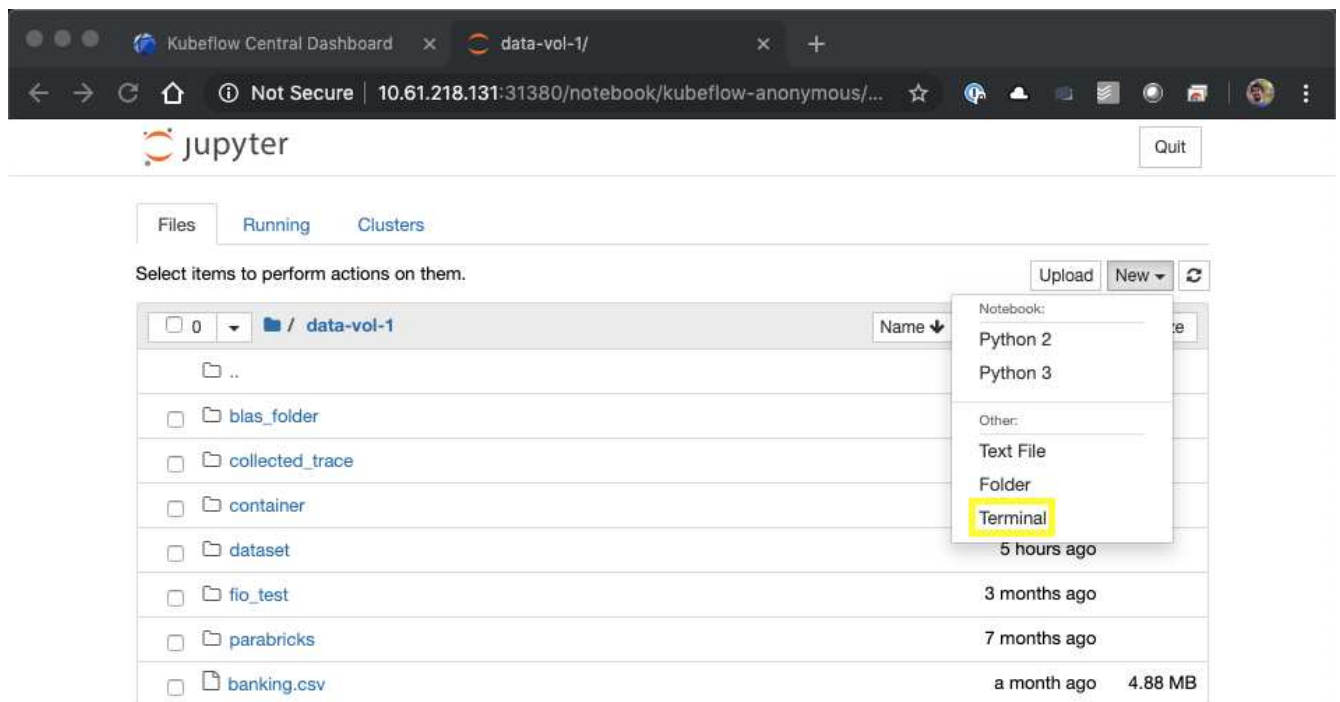 Kubeflow Central Dashboard
data-vol-1/
Not Secure | 10.61.218.131:31380/notebook/kubeflow-anonymous/...
jupyter
Quit
Files Running Clusters
Select items to perform actions on them.
Upload New
0 / data-vol-1 Name
Notebook:
Python 2
Python 3
Other:
Text File
Folder
Terminal
..
blas_folder
collected_trace
container
dataset 5 hours ago
fio_test 3 months ago
parabricks 7 months ago
banking.csv a month ago 4.88 MB